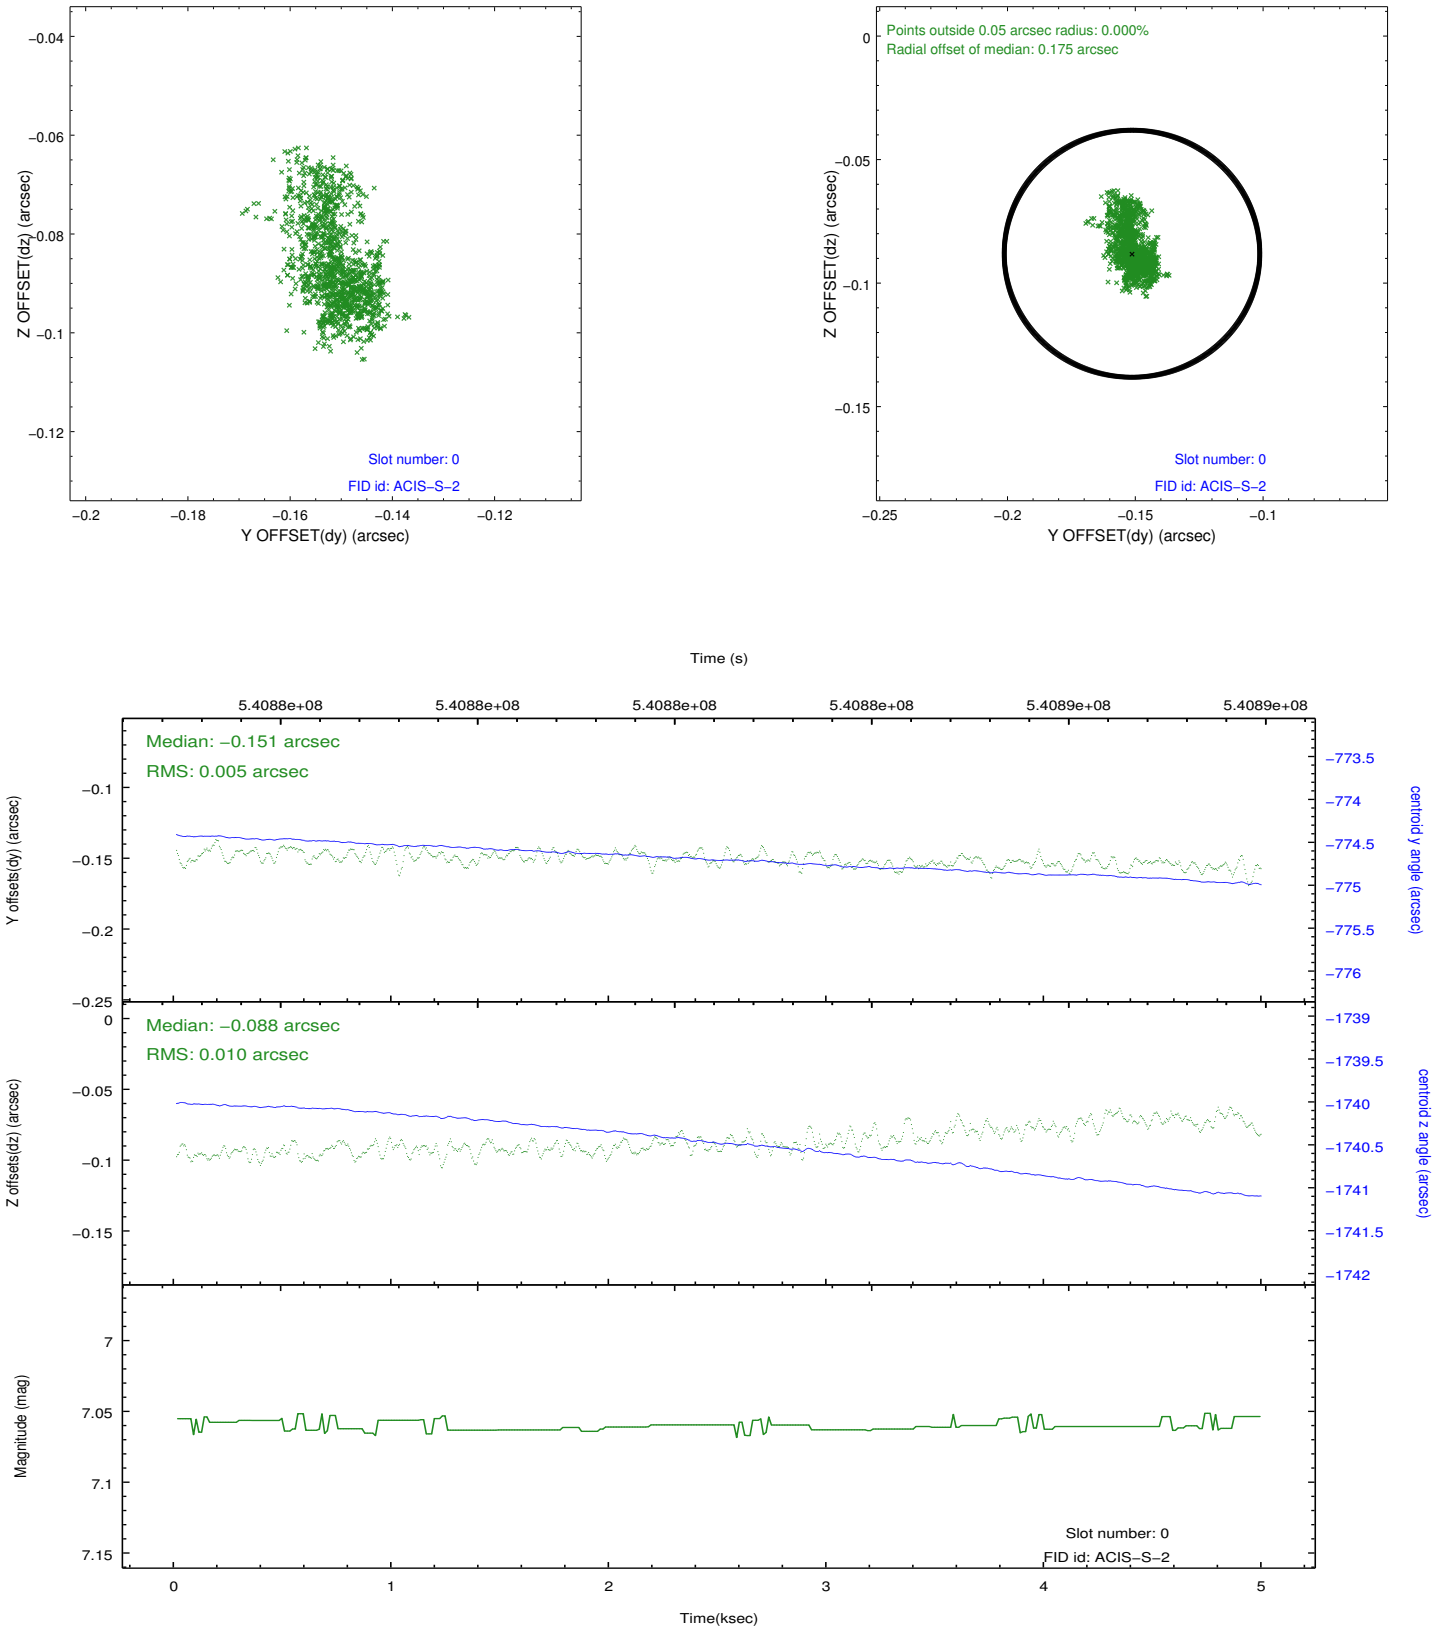 −0.04
−0.06
−0.08
−0.1
−0.12
Z OFFSET(dz) (arcsec)
Slot number: 0
FID id: ACIS−S−2
−0.2
−0.18
−0.16
−0.14
−0.12
Y OFFSET(dy) (arcsec)
Points outside 0.05 arcsec radius: 0.000%
Radial offset of median: 0.175 arcsec
0
−0.05
−0.1
−0.15
Z OFFSET(dz) (arcsec)
Slot number: 0
FID id: ACIS−S−2
−0.25
−0.2
−0.15
−0.1
Y OFFSET(dy) (arcsec)
Time (s)
5.4088e+08
5.4088e+08
5.4088e+08
5.4088e+08
5.4089e+08
5.4089e+08
Median: −0.151 arcsec
RMS: 0.005 arcsec
−0.1
−0.15
−0.2
−0.25
Y offsets(dy) (arcsec)
−773.5
−774
−774.5
−775
−775.5
−776
centroid y angle (arcsec)
Median: −0.088 arcsec
RMS: 0.010 arcsec
0
−0.05
−0.1
−0.15
Z offsets(dz) (arcsec)
−1739
−1739.5
−1740
−1740.5
−1741
−1741.5
−1742
centroid z angle (arcsec)
7
7.05
7.1
7.15
Magnitude (mag)
Slot number: 0
FID id: ACIS−S−2
0
1
2
3
4
5
Time(ksec)